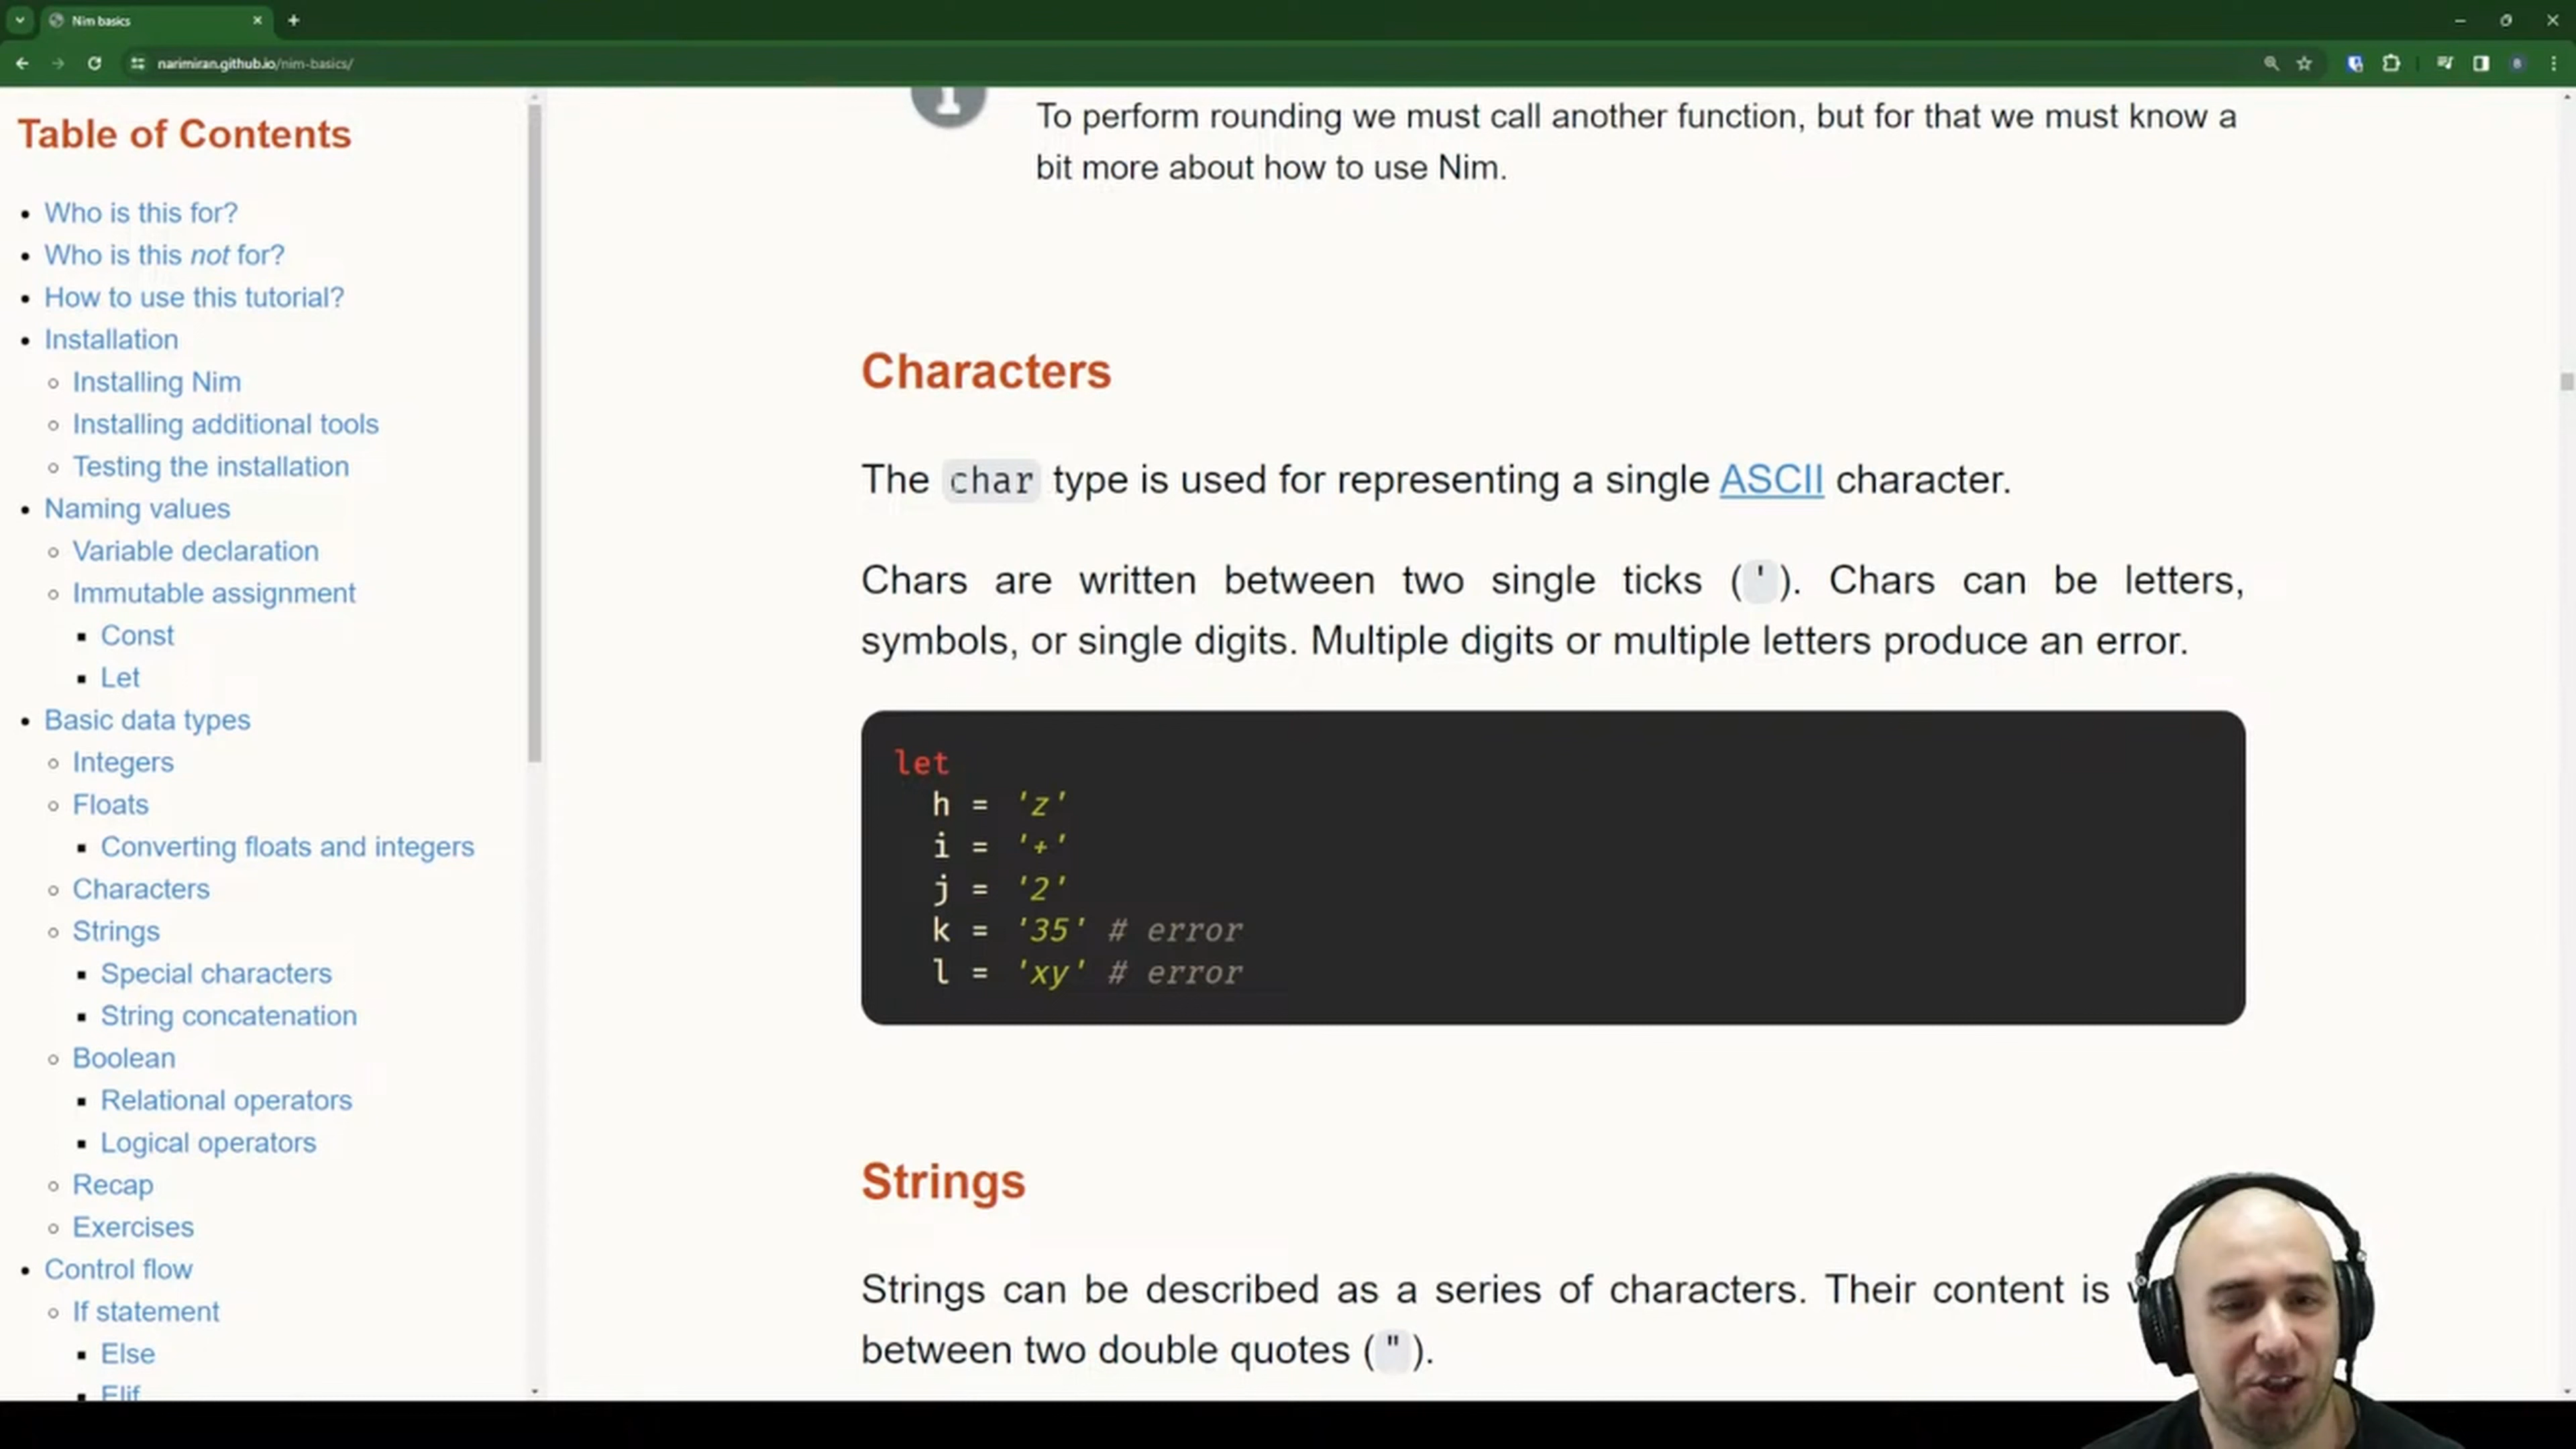 Nim basics
narimiran.github.io/nim-basics/
Table of Contents
Who is this for?
Who is this not for?
How to use this tutorial?
Installation
Installing Nim
Installing additional tools
Testing the installation
Naming values
Variable declaration
Immutable assignment
Const
Let
Basic data types
Integers
Floats
Converting floats and integers
Characters
Strings
Special characters
String concatenation
Boolean
Relational operators
Logical operators
Recap
Exercises
Control flow
If statement
Else
Elif
To perform rounding we must call another function, but for that we must know a
bit more about how to use Nim.
Characters
The char type is used for representing a single ASCII character.
Chars are written between two single ticks ('). Chars can be letters,
symbols, or single digits. Multiple digits or multiple letters produce an error.
let
h = 'z'
i = '+'
j = '2'
k = '35' # error
l = 'xy' # error
Strings
Strings can be described as a series of characters. Their content is
between two double quotes (").